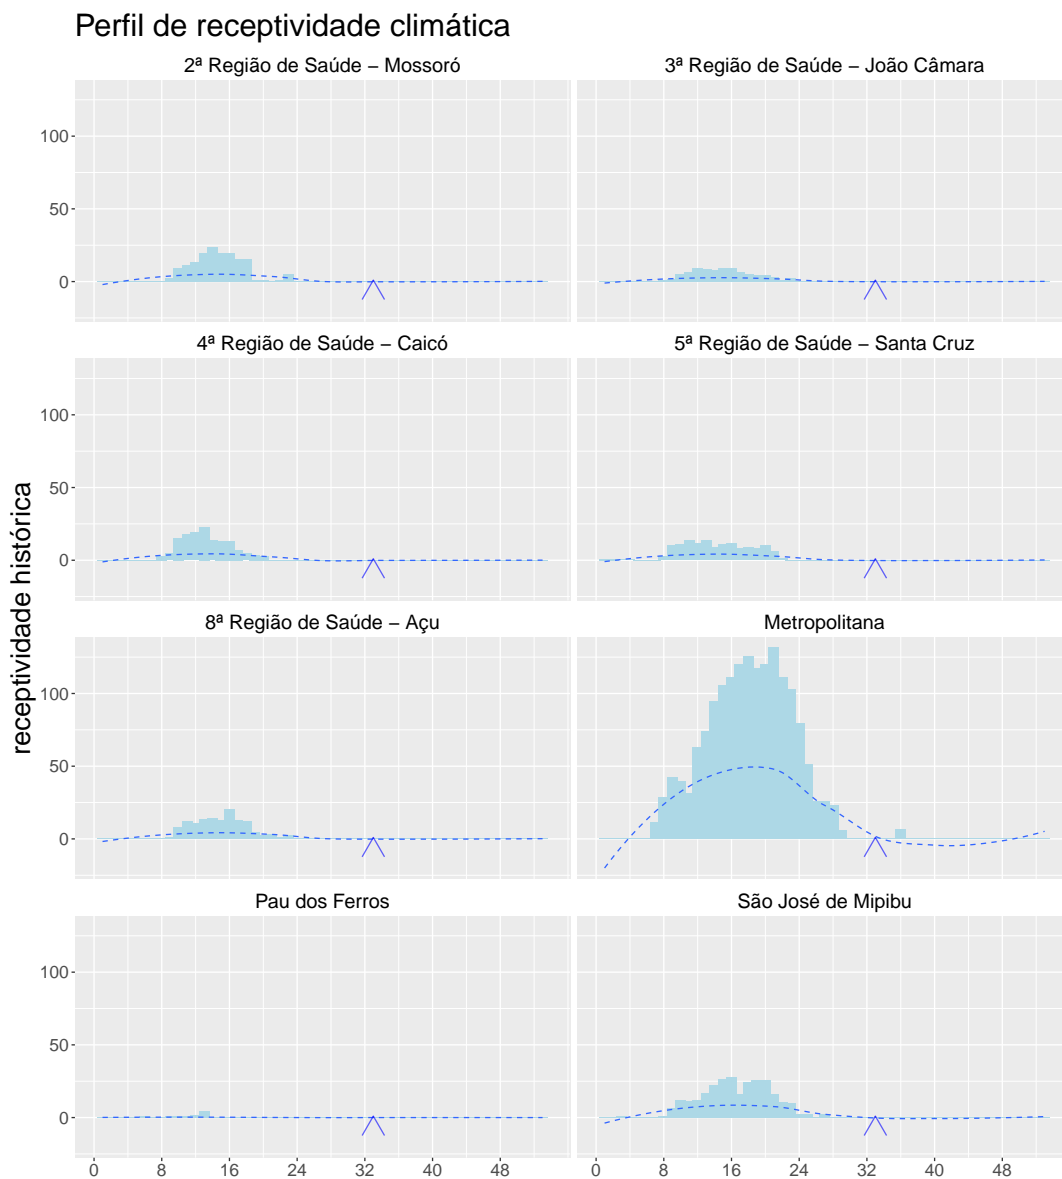 Perfil de receptividade climática
2ª Região de Saúde − Mossoró
3ª Região de Saúde − João Câmara
100
50
0
4ª Região de Saúde − Caicó
5ª Região de Saúde − Santa Cruz
100
50
0
receptividade histórica
8ª Região de Saúde − Açu
Metropolitana
100
50
0
Pau dos Ferros
São José de Mipibu
100
50
0
0 8 16 24 32 40 48
0 8 16 24 32 40 48